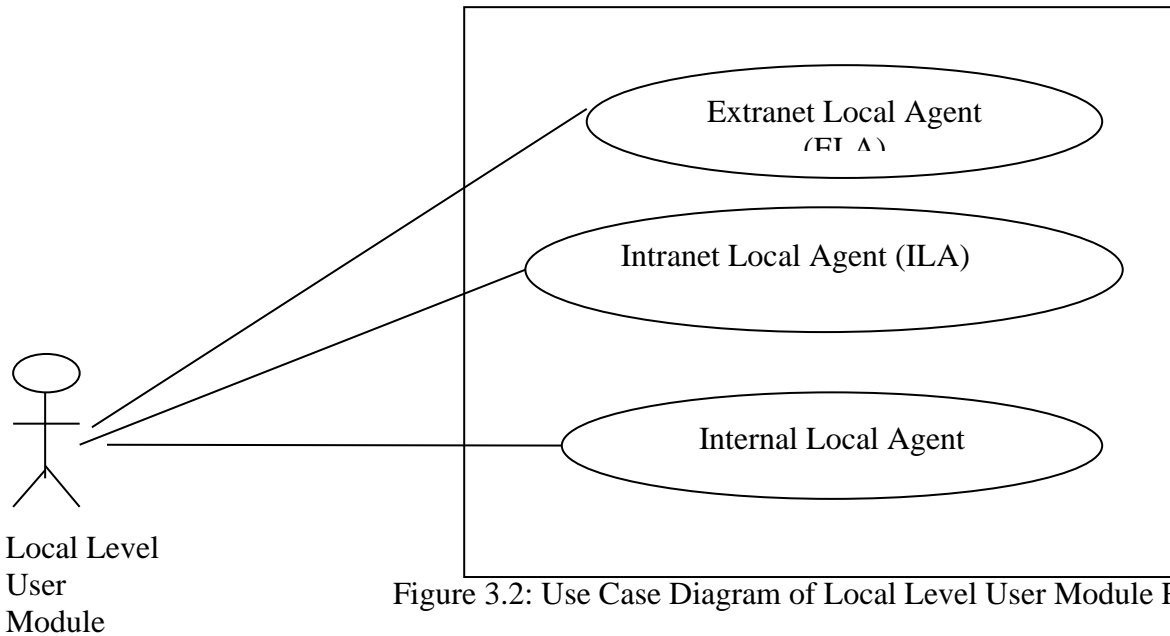 Extranet Local Agent
(ELA)
Intranet Local Agent (ILA)
Internal Local Agent
Local Level
User
Module
Figure 3.2: Use Case Diagram of Local Level User Module